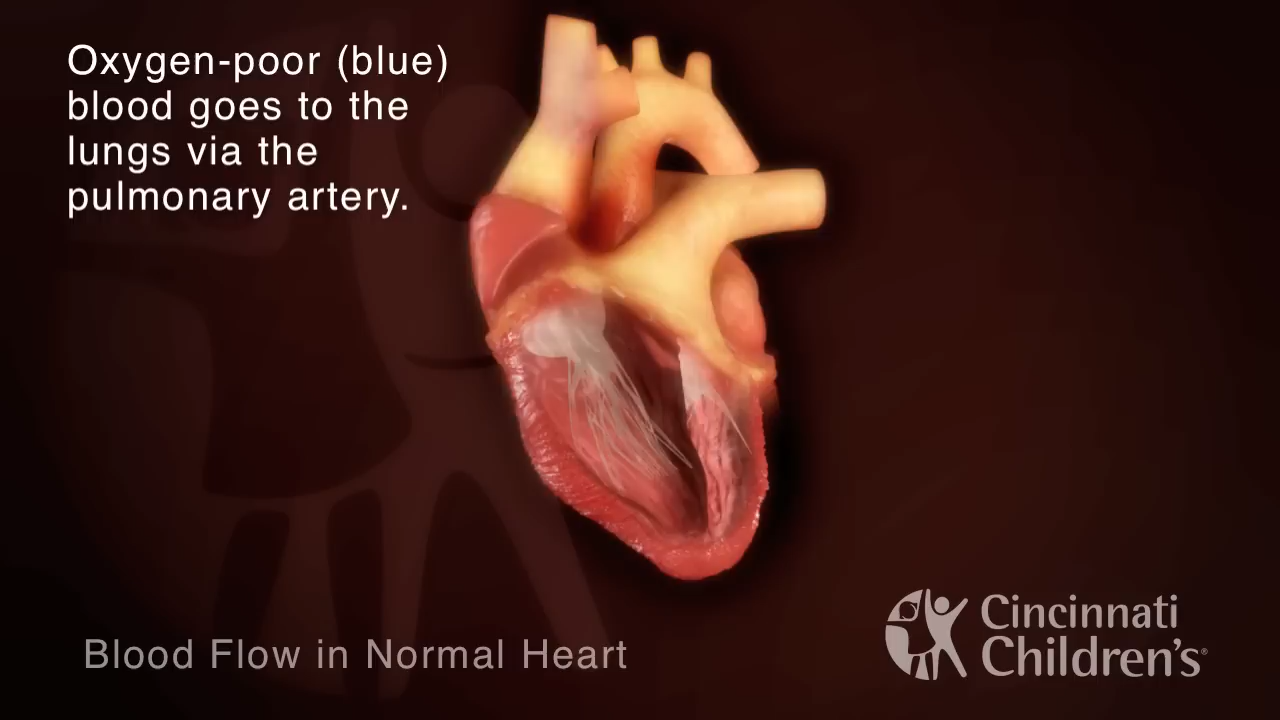 Oxygen-poor (blue)
blood goes to the
lungs via the
pulmonary artery.
Blood Flow in Normal Heart
Cincinnati
Children's®